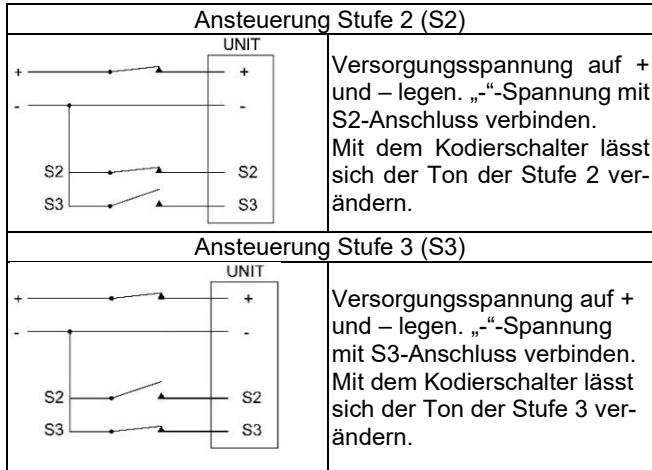 Ansteuerung Stufe 2 (S2)
UNIT
+ +
- -
S2 S2
S3 S3
Versorgungsspannung auf +
und – legen. „-“-Spannung mit
S2-Anschluss verbinden.
Mit dem Kodierschalter lässt
sich der Ton der Stufe 2 ver-
ändern.
Ansteuerung Stufe 3 (S3)
UNIT
+ +
- -
S2 S2
S3 S3
Versorgungsspannung auf +
und – legen. „-“-Spannung
mit S3-Anschluss verbinden.
Mit dem Kodierschalter lässt
sich der Ton der Stufe 3 ver-
ändern.